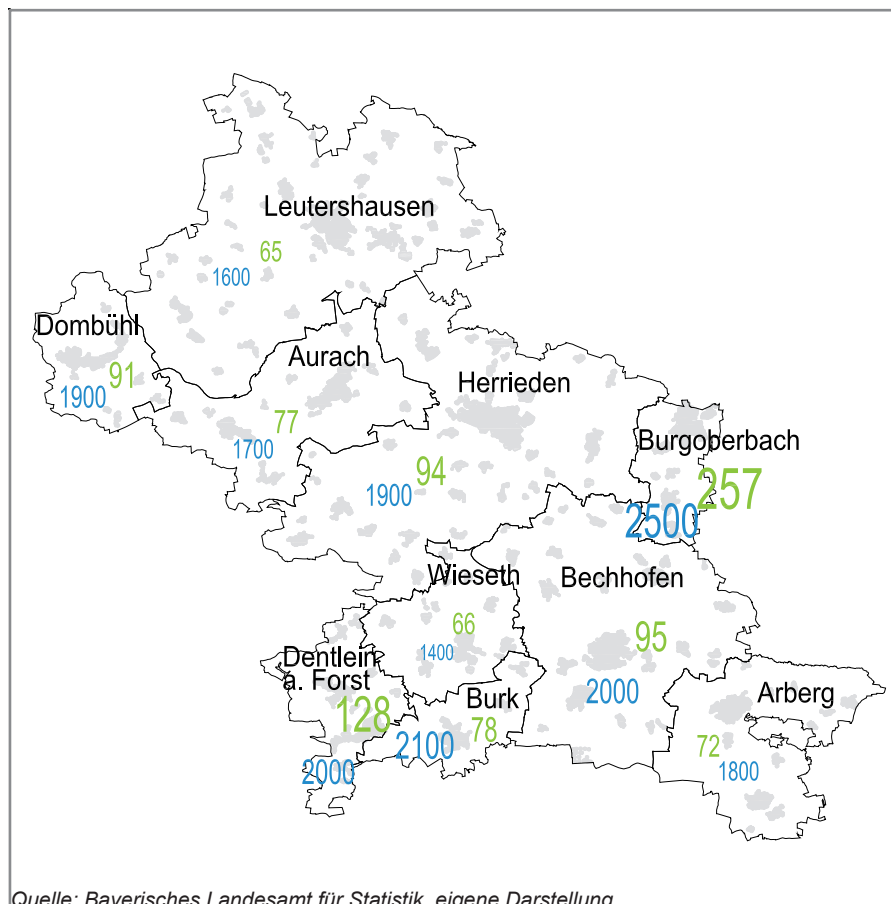 Leutershausen
65
1600
Dombühl
91
1900
Aurach
77
1700
Herrieden
94
1900
Burgoberbach
257
2500
Wieseth
66
1400
Bechhofen
95
2000
Dentlein
a. Forst
128
2000
Burk
78
2100
Arberg
72
1800
Quelle: Bayerisches Landesamt für Statistik, eigene Darstellung